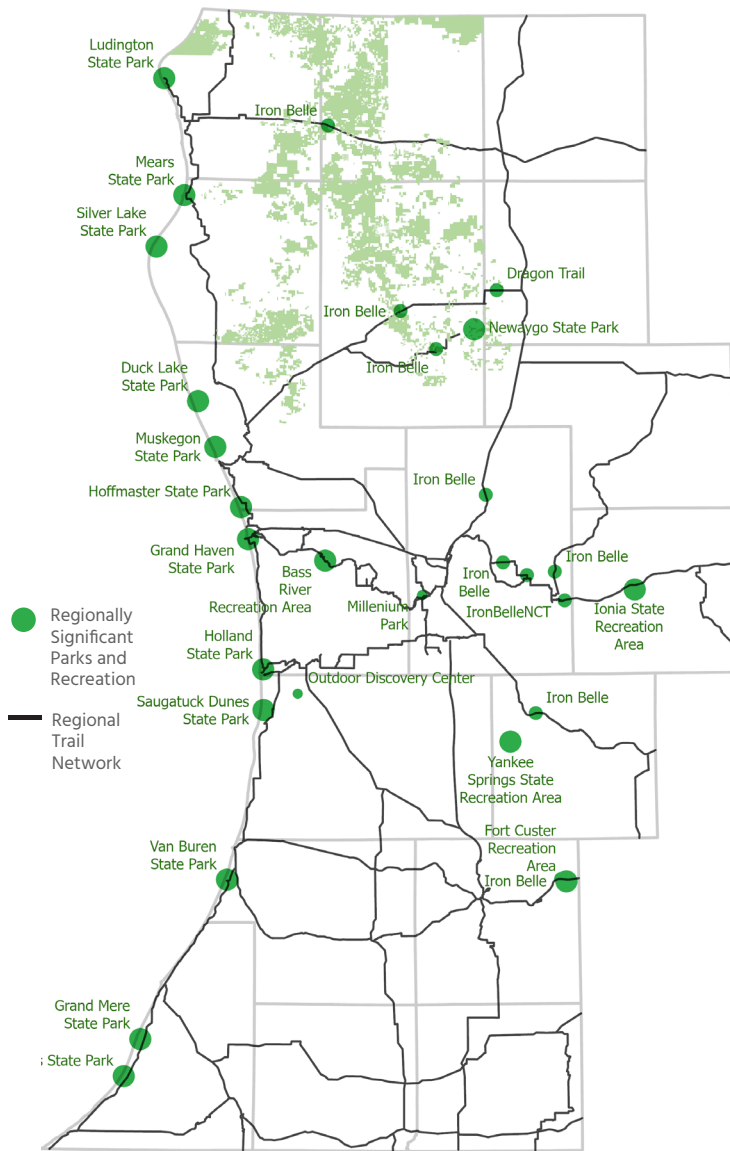 Ludington
State Park
Iron Belle
Mears
State Park
Silver Lake
State Park
Dragon Trail
Iron Belle
Newaygo State Park
Iron Belle
Duck Lake
State Park
Muskegon
State Park
Iron Belle
Hoffmaster State Park
Grand Haven
State Park
Bass
River
Recreation Area
Millenium
Park
Iron
Belle
Iron Belle
IronBelleNCT
Ionia State
Recreation
Area
Regionally
Significant
Parks and
Recreation
Regional
Trail
Network
Holland
State Park
Outdoor Discovery Center
Saugatuck Dunes
State Park
Iron Belle
Yankee
Springs State
Recreation Area
Fort Custer
Recreation
Area
Iron Belle
Van Buren
State Park
Grand Mere
State Park
s State Park